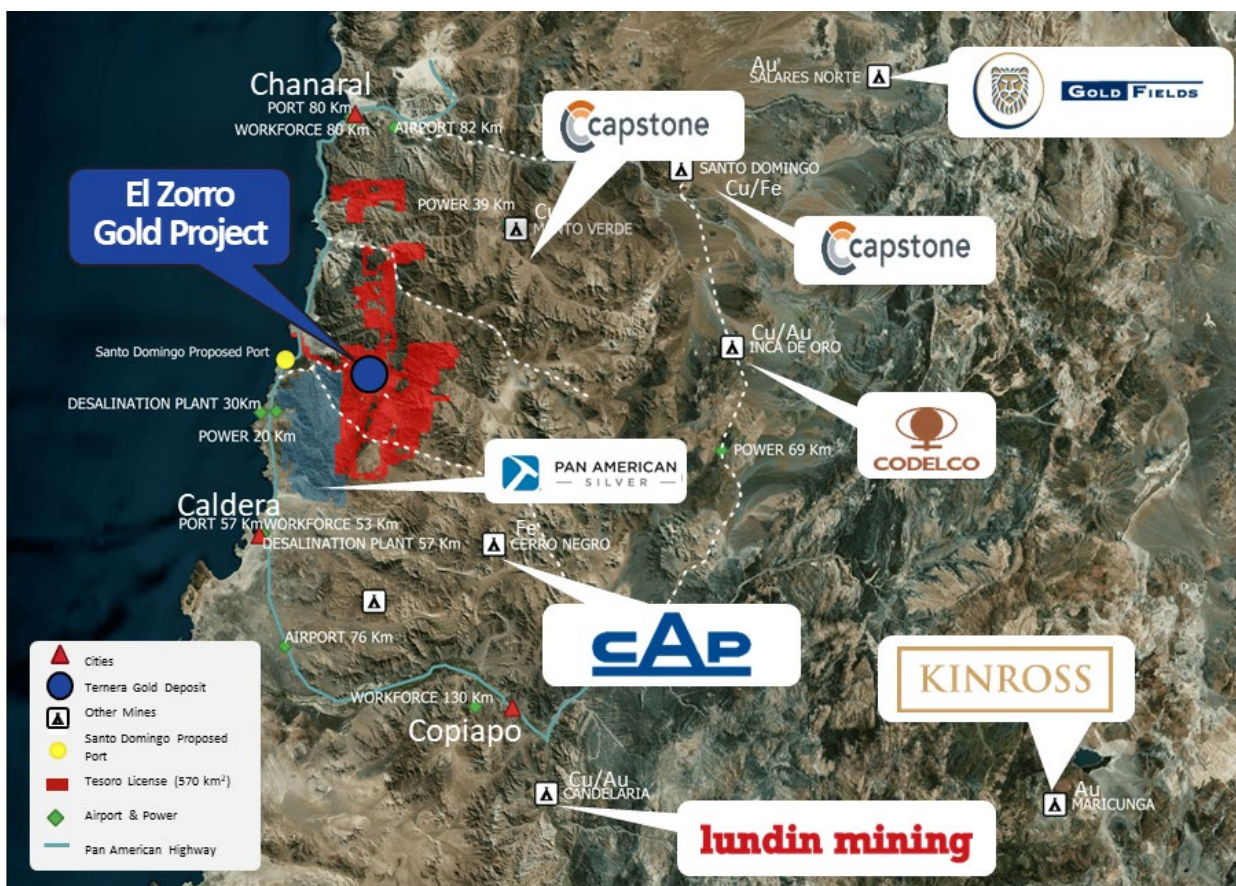 Chanaral
PORT 80 Km
WORKFORCE 80 Km
AIRPORT 82 Km
Au
SALARES NORTE
GOLD FIELDS
capstone
SANTO DOMINGO
Cu/Fe
capstone
El Zorro
Gold Project
POWER 39 Km
Cu
MANTO VERDE
Santo Domingo Proposed Port
Cu/Au
INCA DE ORO
CODELCO
DESALINATION PLANT 30Km
POWER 20 Km
PAN AMERICAN
— SILVER —
POWER 69 Km
Caldera
PORT 57 Km
WORKFORCE 53 Km
DESALINATION PLANT 57 Km
Fe
CERRO NEGRO
CAP
AIRPORT 76 Km
WORKFORCE 130 Km
Copiapo
KINROSS
Au
MARICUNGA
Cu/Au
CANDELARIA
lundin mining
Cities
Ternera Gold Deposit
Other Mines
Santo Domingo Proposed
Port
Tesoro License (570 km²)
Airport & Power
Pan American Highway